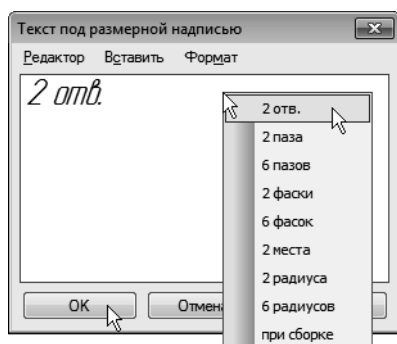 Текст под размерной надписью
Редактор Вставить Формат
2 отв.
2 отв.
2 паза
6 пазов
2 фаски
6 фасок
2 места
2 радиуса
6 радиусов
при сборке
OK